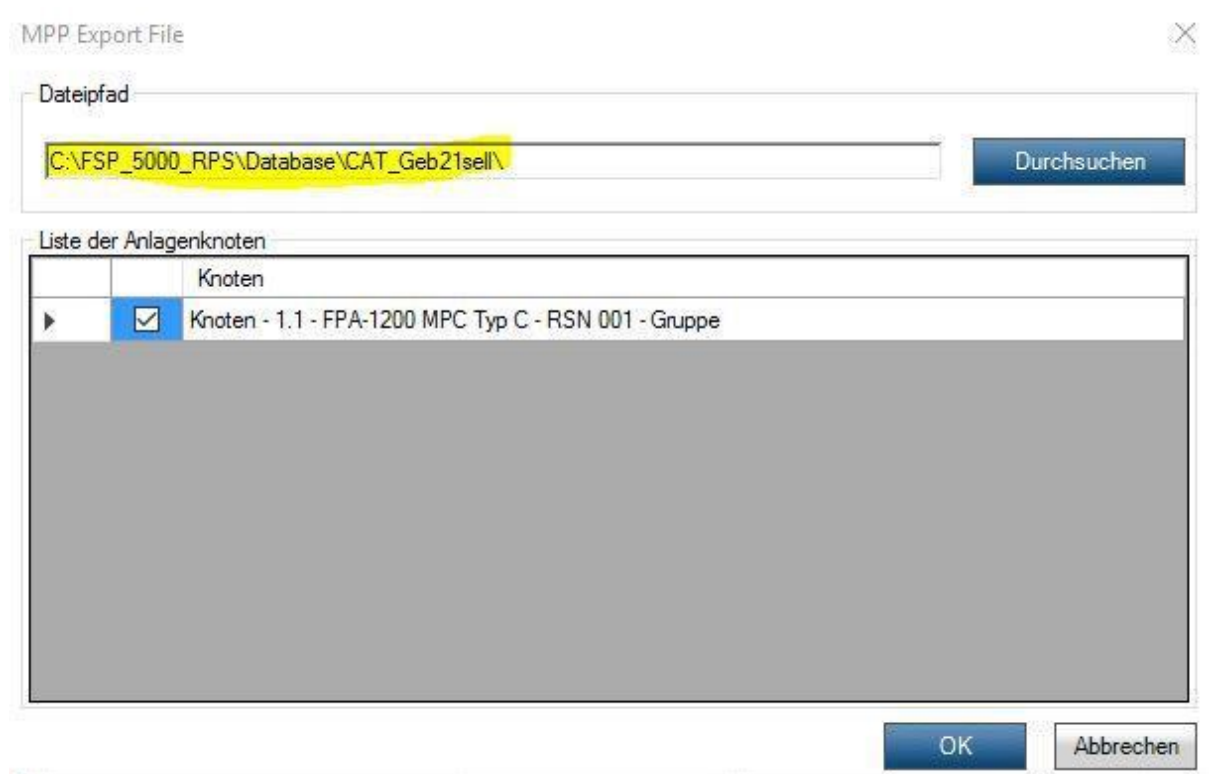 MPP Export File
Dateipfad
C:\FSP_5000_RPS\Database\CAT_Geb21sell\
Durchsuchen
Liste der Anlagenknoten
Knoten
Knoten - 1.1 - FPA-1200 MPC Typ C - RSN 001 - Gruppe
OK
Abbrechen